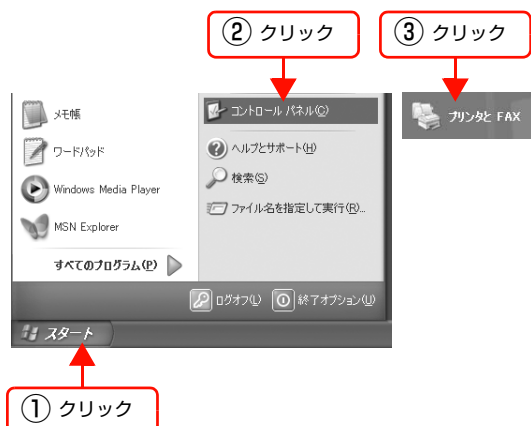 ② クリック
③ クリック
メモ帳
ワードパッド
Windows Media Player
MSN Explorer
すべてのプログラム(P)
コントロール パネル(C)
ヘルプとサポート(H)
検索(S)
ファイル名を指定して実行(R)...
プリンタと FAX
ログオフ(L)
終了オプション(U)
スタート
① クリック